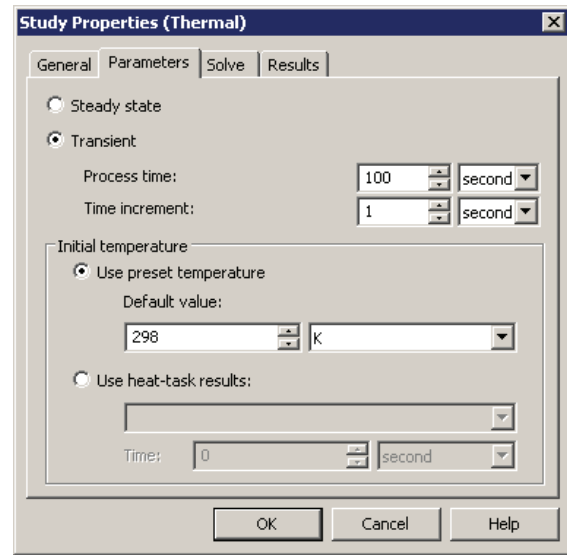 Study Properties (Thermal)
General Parameters Solve Results
Steady state
Transient
Process time: 100 second
Time increment: 1 second
Initial temperature
Use preset temperature
Default value:
298 K
Use heat-task results:
Time: 0 second
OK Cancel Help